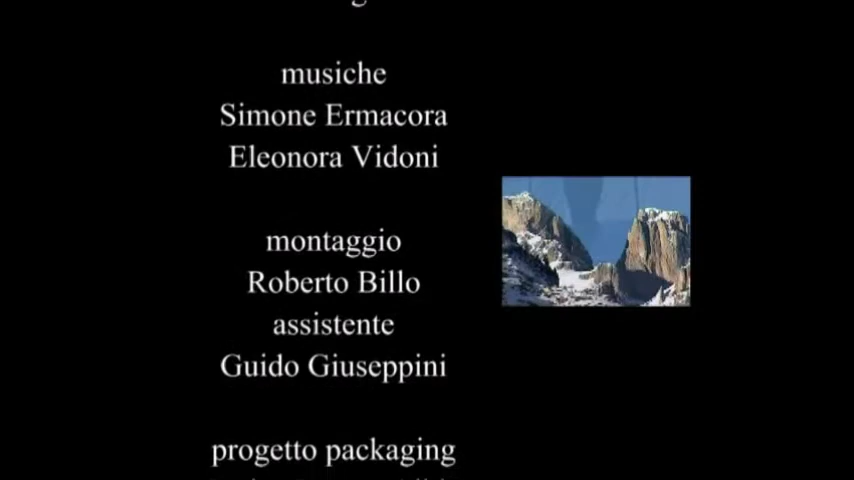 musiche
Simone Ermacora
Eleonora Vidoni
montaggio
Roberto Billo
assistente
Guido Giuseppini
progetto packaging